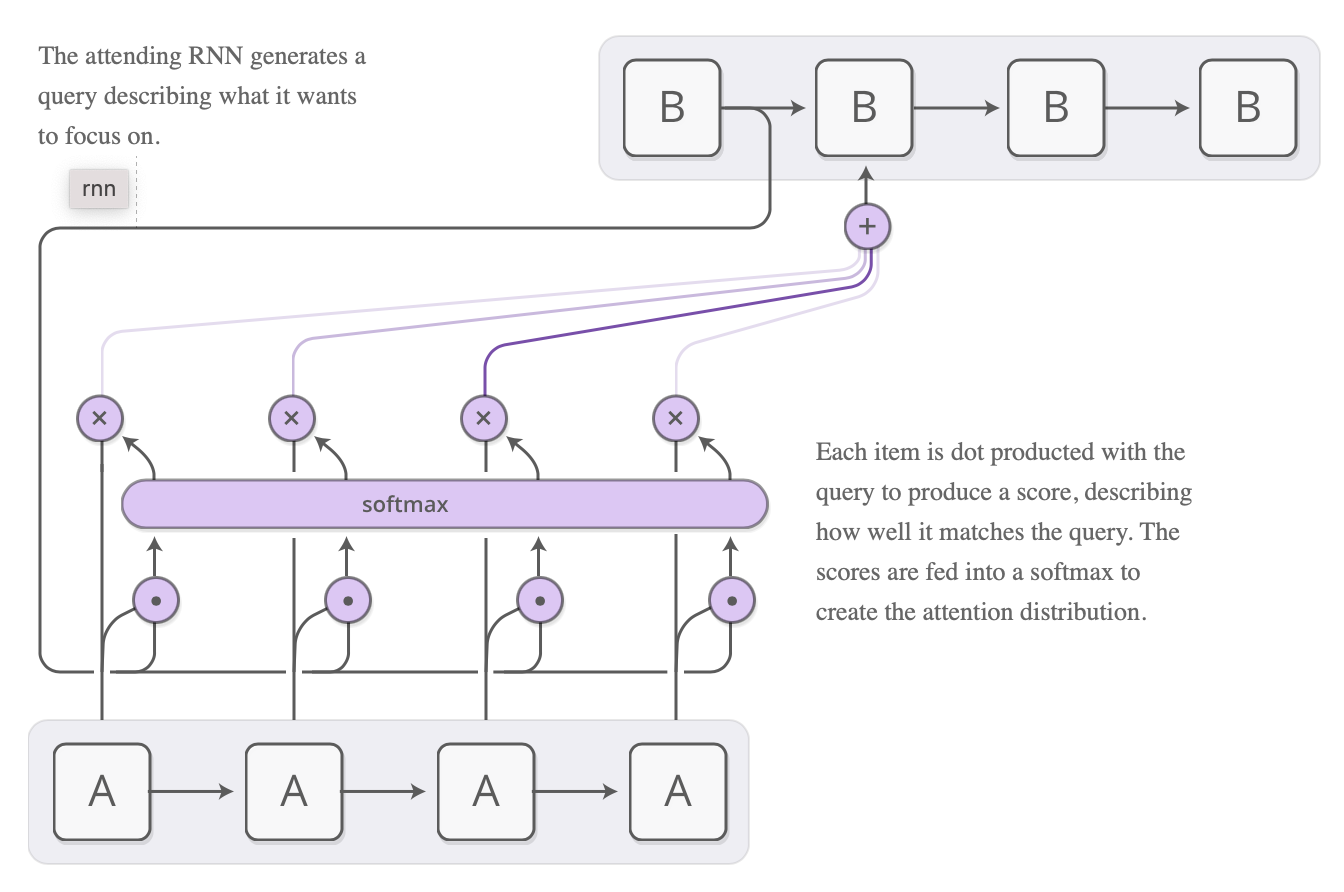 The attending RNN generates a
query describing what it wants
to focus on.
rnn
B B B B
+
× × × ×
softmax
Each item is dot producted with the
query to produce a score, describing
how well it matches the query. The
scores are fed into a softmax to
create the attention distribution.
A A A A